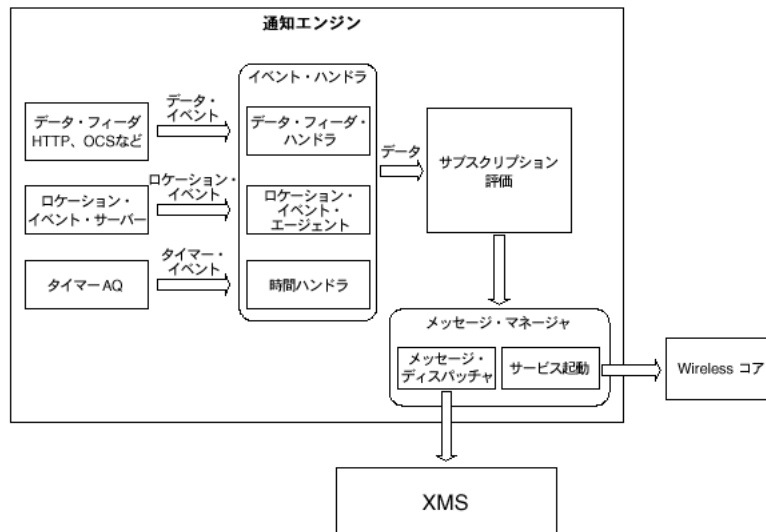 通知エンジン
イベント・ハンドラ
データ・フィーダ
HTTP、OCSなど
データ・
イベント
データ・フィーダ・
ハンドラ
データ
サブスクリプション
評価
ロケーション・
イベント・サーバー
ロケーション・
イベント
ロケーション・
イベント・
エージェント
タイマー AQ
タイマー・
イベント
時間ハンドラ
メッセージ・マネージャ
メッセージ・
ディスパッチャ
サービス起動
Wireless コア
XMS